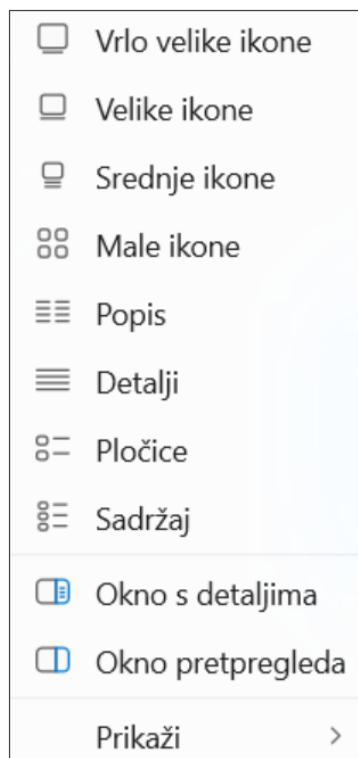 Vrlo velike ikone
Velike ikone
Srednje ikone
Male ikone
Popis
Detalji
Pločice
Sadržaj
Okno s detaljima
Okno pretpregleda
Prikaži